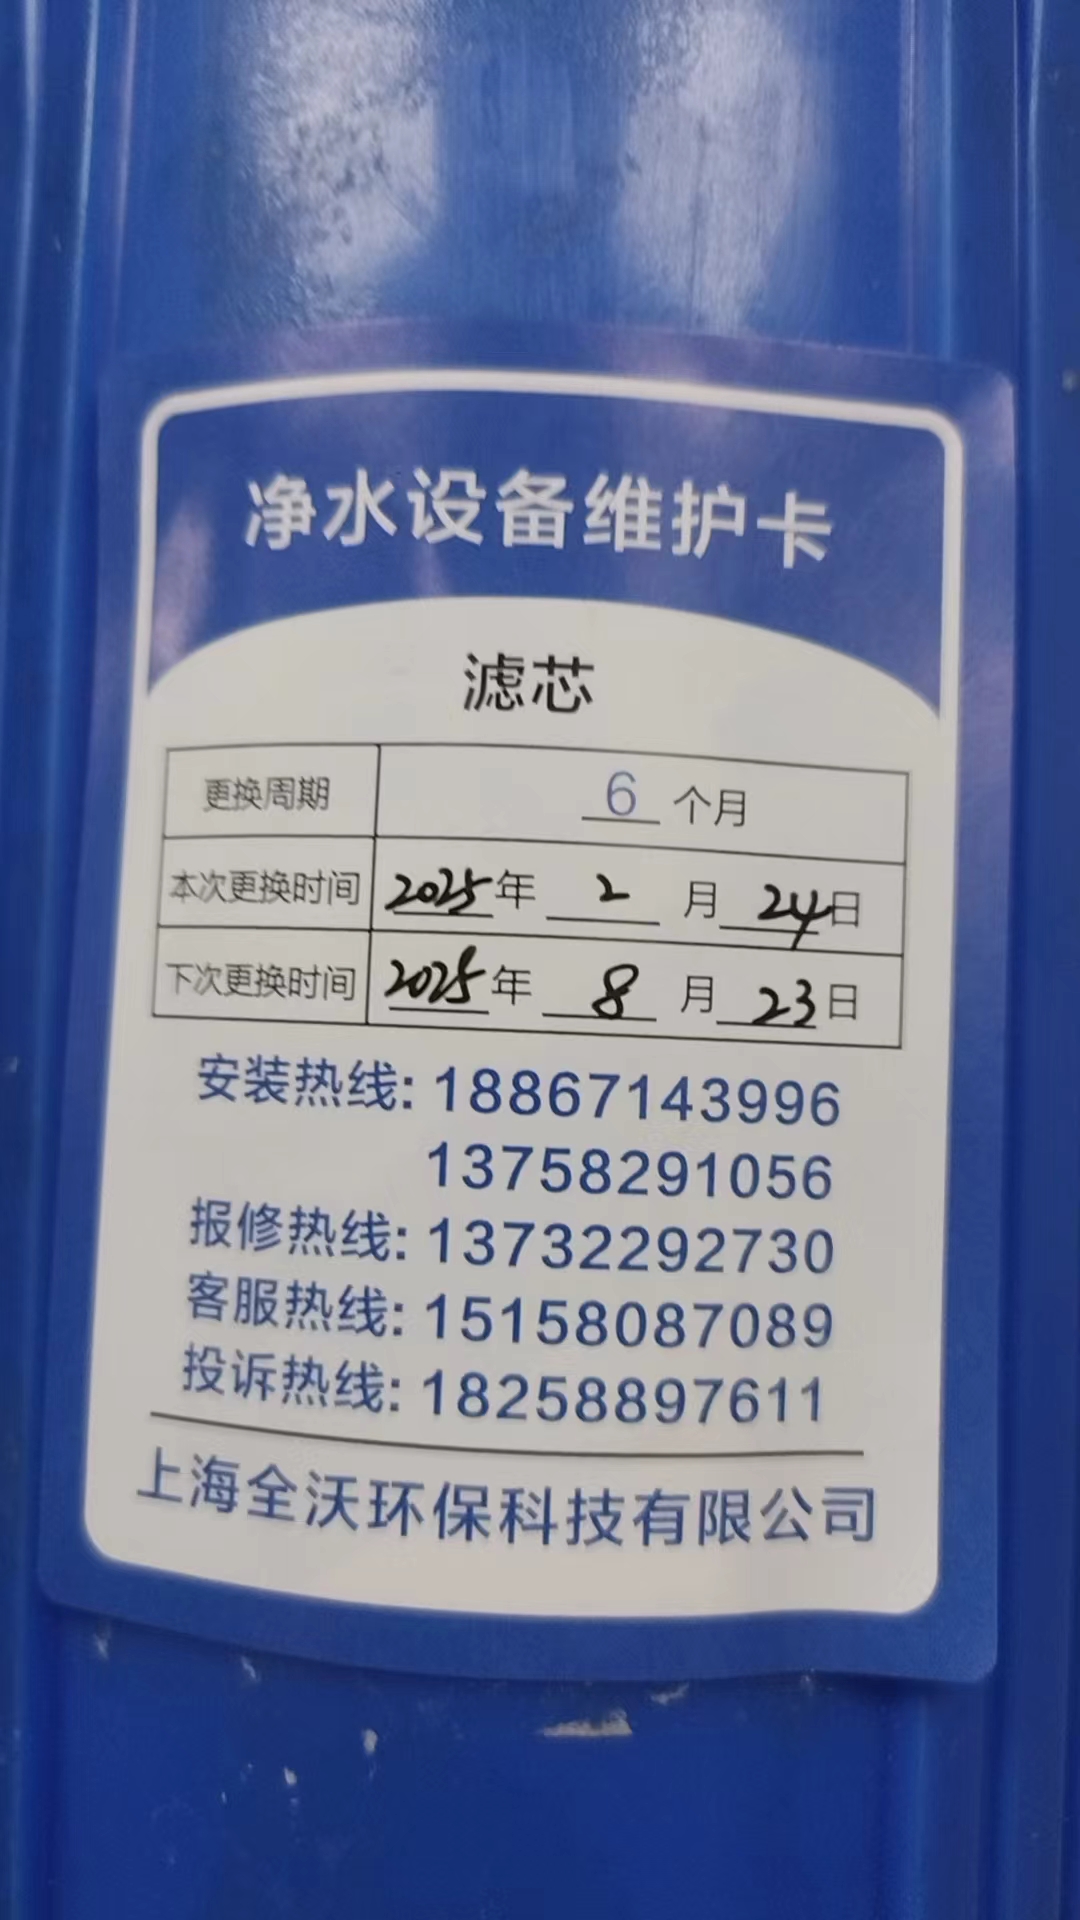 净水设备维护卡
滤芯
更换周期 6 个月
本次更换时间 2025年 2 月 24日
下次更换时间 2025年 8 月 23日
安装热线: 18867143996
13758291056
报修热线: 13732292730
客服热线: 15158087089
投诉热线: 18258897611
上海全沃环保科技有限公司